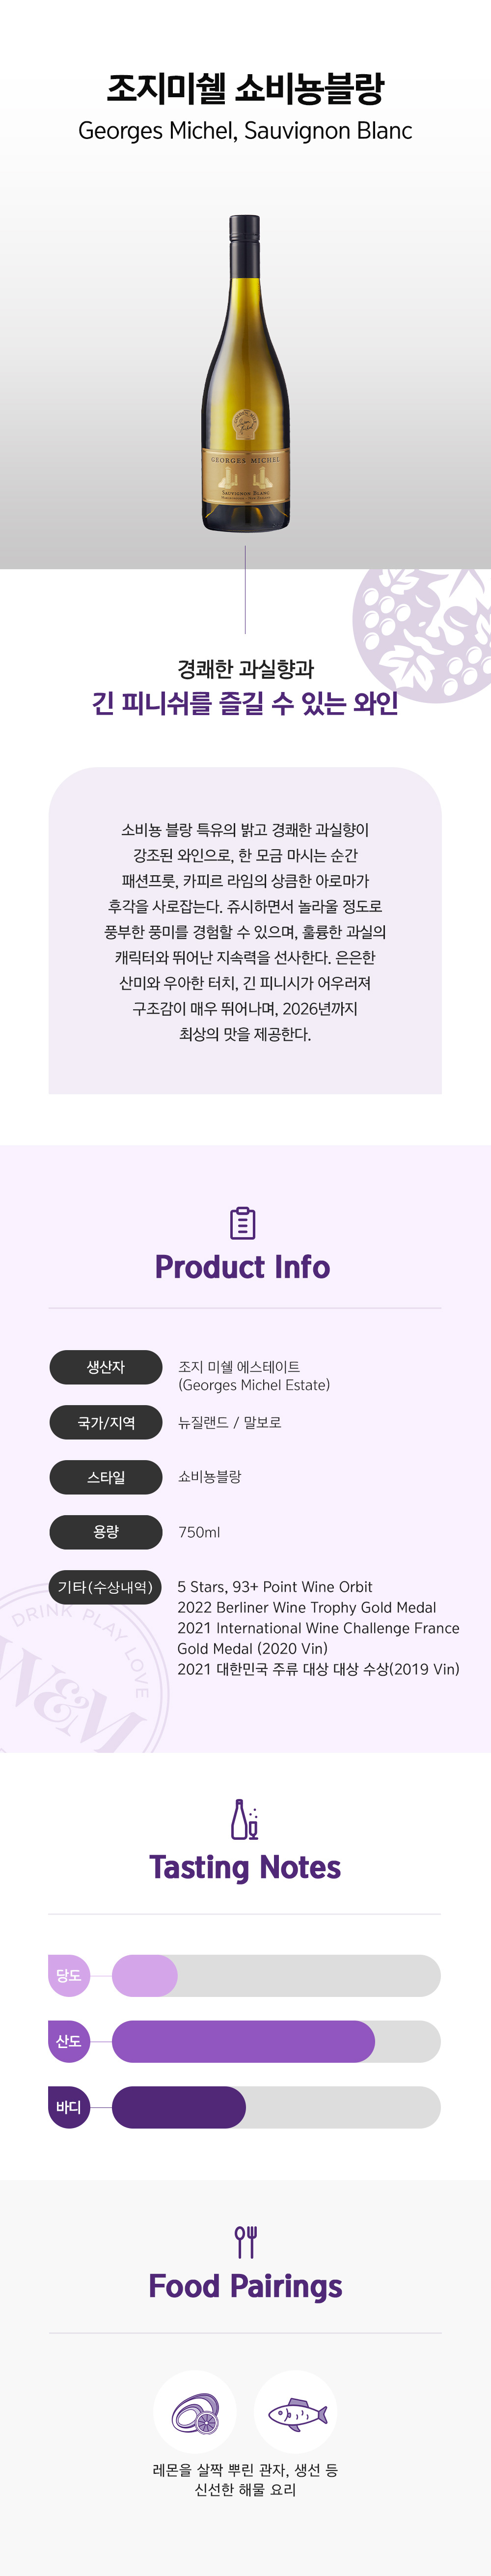 조지미쉘 쇼비뇽블랑
Georges Michel, Sauvignon Blanc
GEORGES MICHEL
SAUVIGNON BLANC
경쾌한 과실향과
긴 피니쉬를 즐길 수 있는 와인
소비뇽 블랑 특유의 밝고 경쾌한 과실향이
강조된 와인으로, 한 모금 마시는 순간
패션프룻, 카피르 라임의 상큼한 아로마가
후각을 사로잡는다. 쥬시하면서 놀라울 정도로
풍부한 풍미를 경험할 수 있으며, 훌륭한 과실의
캐릭터와 뛰어난 지속력을 선사한다. 은은한
산미와 우아한 터치, 긴 피니시가 어우러져
구조감이 매우 뛰어나며, 2026년까지
최상의 맛을 제공한다.
Product Info
생산자
조지 미쉘 에스테이트
(Georges Michel Estate)
국가/지역
뉴질랜드 / 말보로
스타일
쇼비뇽블랑
용량
750ml
기타(수상내역)
5 Stars, 93+ Point Wine Orbit
2022 Berliner Wine Trophy Gold Medal
2021 International Wine Challenge France
Gold Medal (2020 Vin)
2021 대한민국 주류 대상 대상 수상(2019 Vin)
DRINK PLAY LOVE
W&M
Tasting Notes
당도
산도
바디
Food Pairings
레몬을 살짝 뿌린 관자, 생선 등
신선한 해물 요리